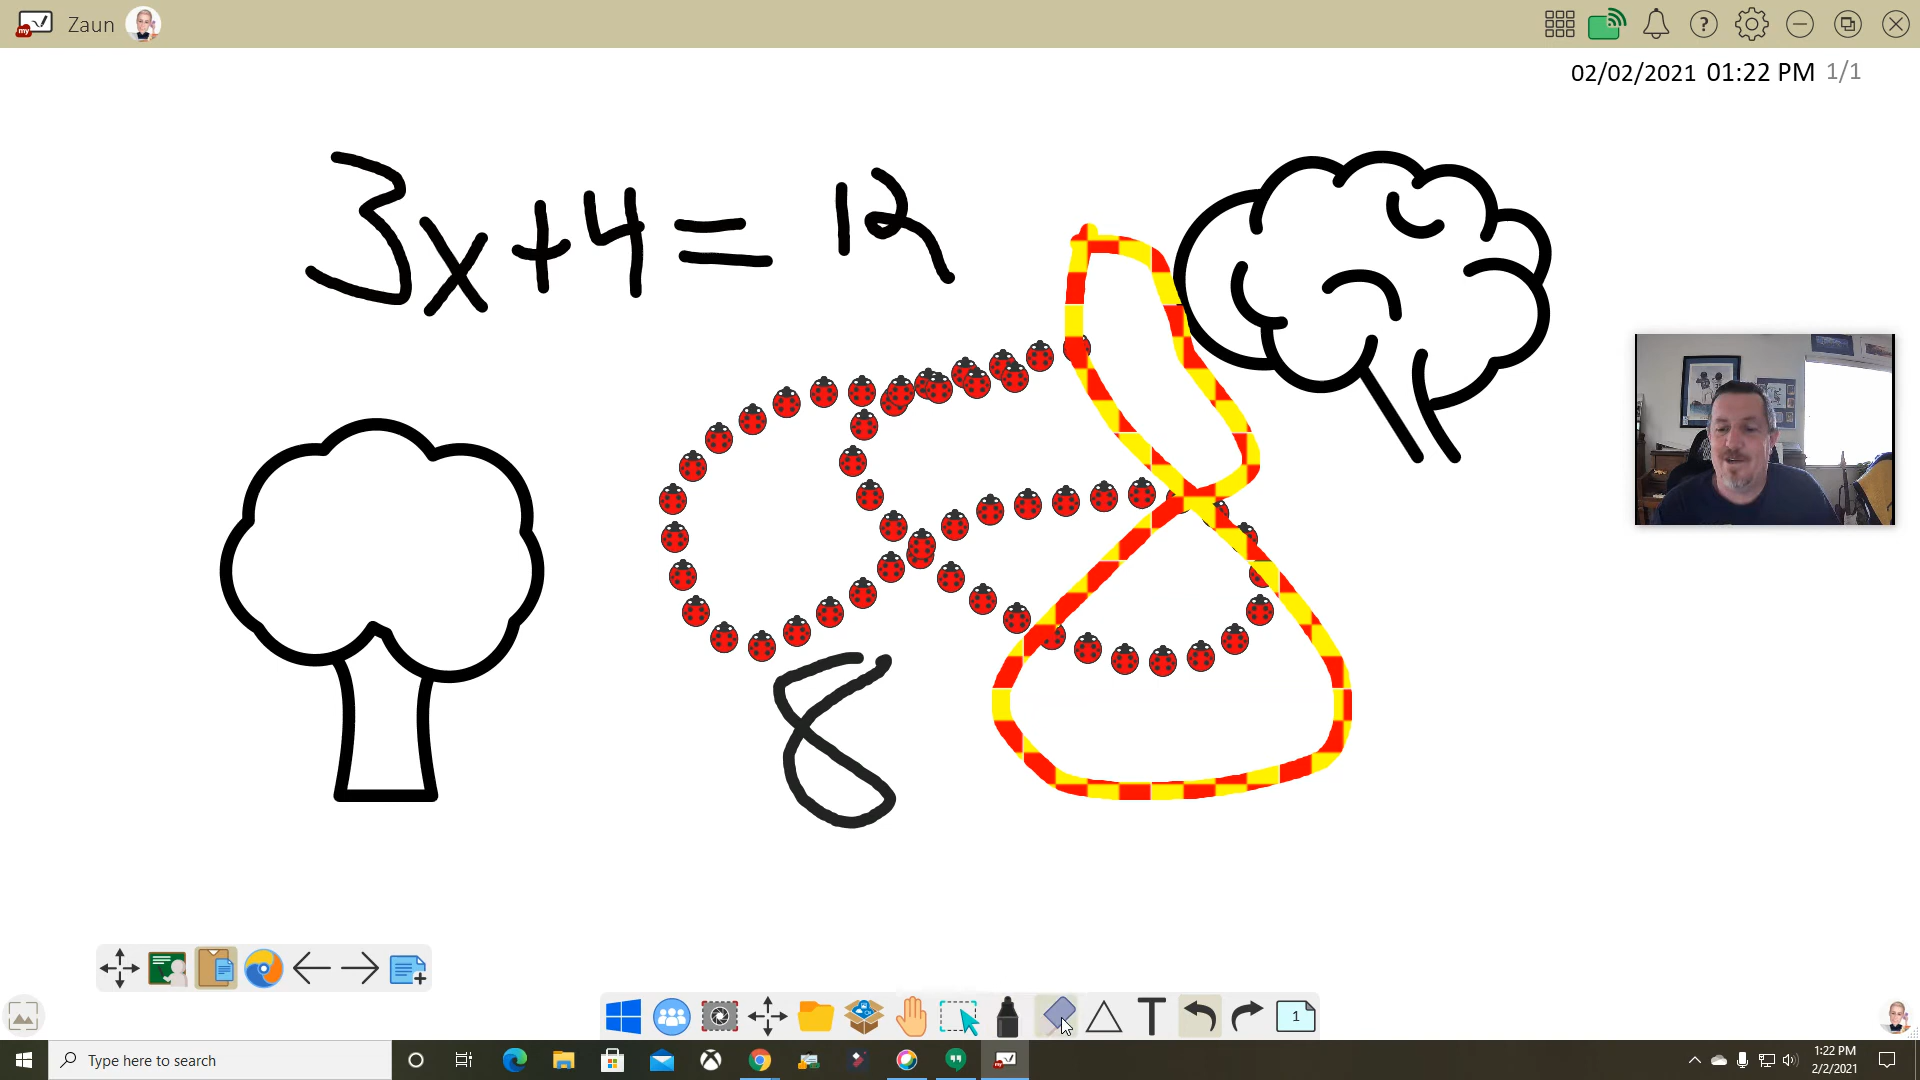 my Zaun
02/02/2021 01:22 PM 1/1
3x+4=12
8
T
1
Type here to search
1:22 PM
2/2/2021